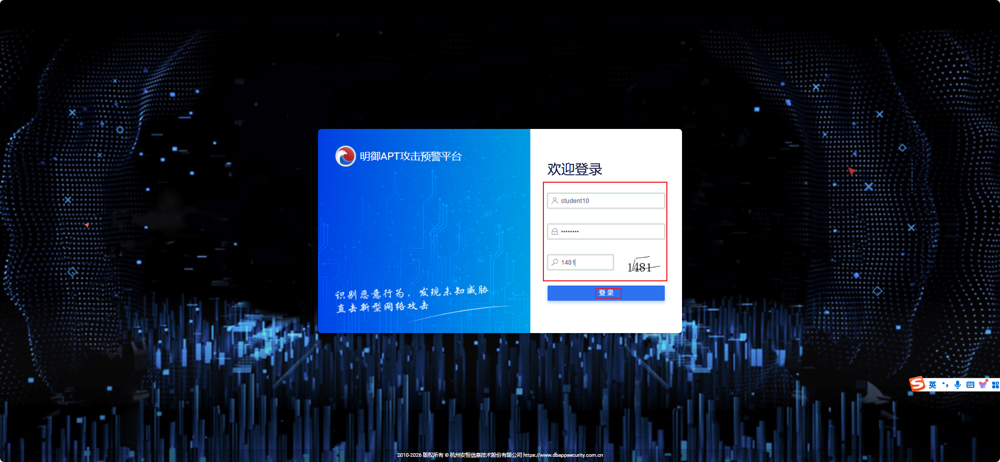 明御APT攻击预警平台
识别恶意行为，发现未知威胁
直击新型网络攻击
欢迎登录
student10
••••••••
1481
1481
登录
英
2010-2026 版权所有 © 杭州安恒信息技术股份有限公司 https://www.dbappsecurity.com.cn